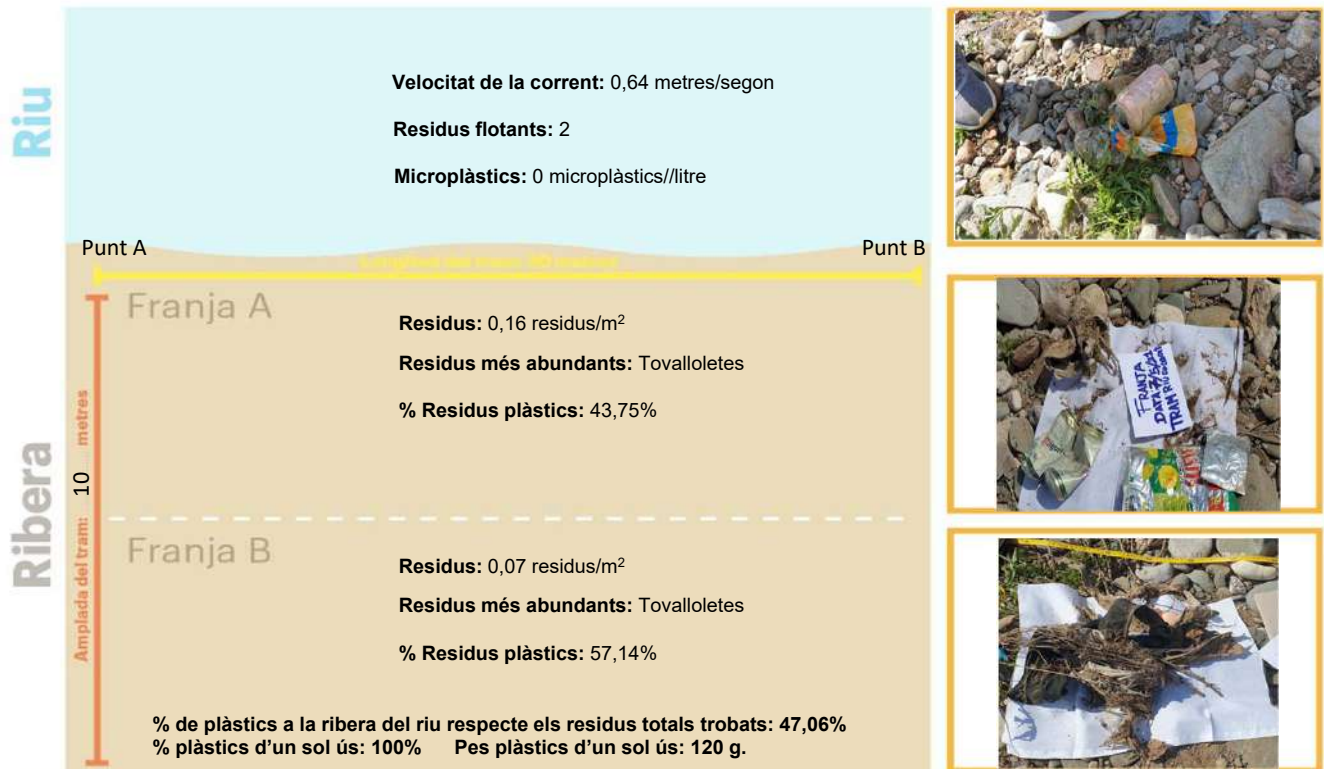 Riu
Velocitat de la corrent: 0,64 metres/segon
Residus flotants: 2
Microplàstics: 0 microplàstics//litre
Punt A
Punt B
Ribera
Amplada del tram: 10 metres
Franja A
Residus: 0,16 residus/m²
Residus més abundants: Tovalloletes
% Residus plàstics: 43,75%
Franja B
Residus: 0,07 residus/m²
Residus més abundants: Tovalloletes
% Residus plàstics: 57,14%
% de plàstics a la ribera del riu respecte els residus totals trobats: 47,06%
% plàstics d’un sol ús: 100% Pes plàstics d’un sol ús: 120 g.
FRANJA
DATA
TRAM RIU